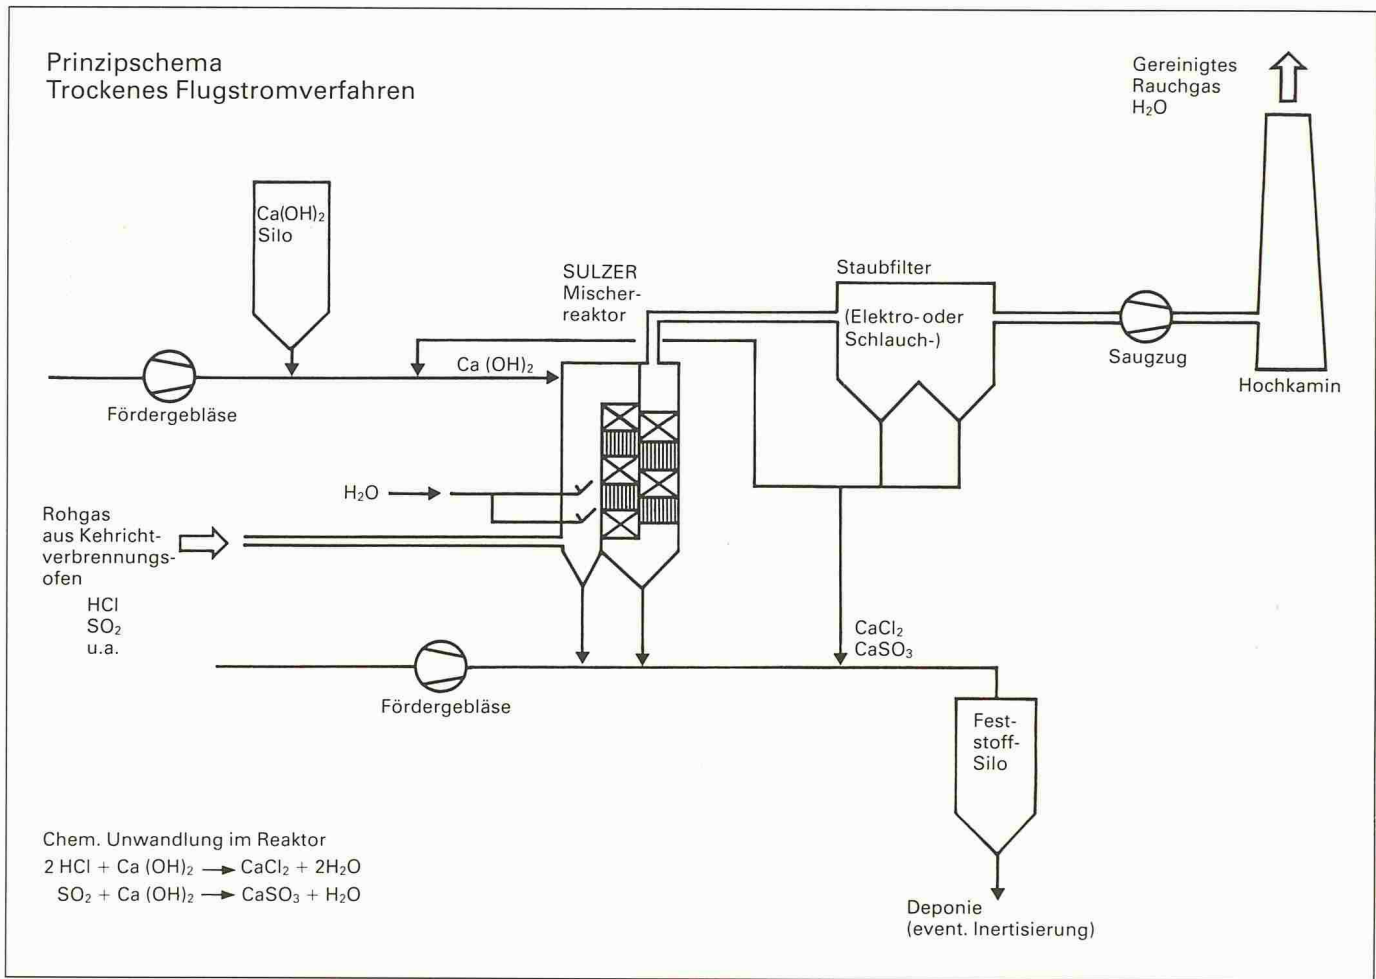 Prinzipschema
Trockenes Flugstromverfahren
Gereinigtes
Rauchgas
H₂O
Ca(OH)₂
Silo
SULZER
Mischer-
reaktor
Staubfilter
(Elektro- oder
Schlauch-)
Saugzug
Hochkamin
Ca (OH)₂
Fördergebläse
H₂O
Rohgas
aus Kehricht-
verbrennungs-
ofen
HCl
SO₂
u.a.
CaCl₂
CaSO₃
Fördergebläse
Fest-
stoff-
Silo
Chem. Unwandlung im Reaktor
2 HCl + Ca (OH)₂ → CaCl₂ + 2H₂O
SO₂ + Ca (OH)₂ → CaSO₃ + H₂O
Deponie
(event. Inertisierung)